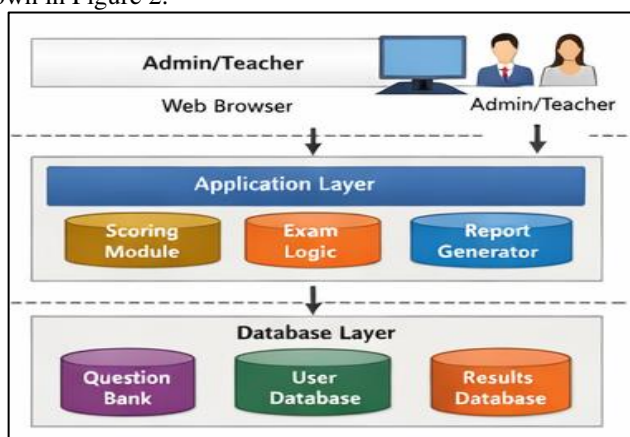 own in Figure 2.
Admin/Teacher
Web Browser
Admin/Teacher
Application Layer
Scoring
Module
Exam
Logic
Report
Generator
Database Layer
Question
Bank
User
Database
Results
Database